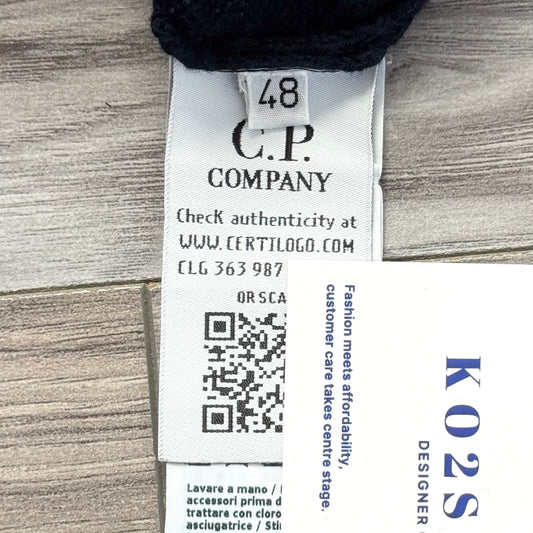 48
C.P.
COMPANY
Check authenticity at
WWW.CERTILOGO.COM
CLG 363 987
OR SCA
Lavare a mano /
accessori prima d
trattare con cloro
asciugatrice / Sti
Fashion meets affordability,
customer care takes centre stage.
KO2S
DESIGNER